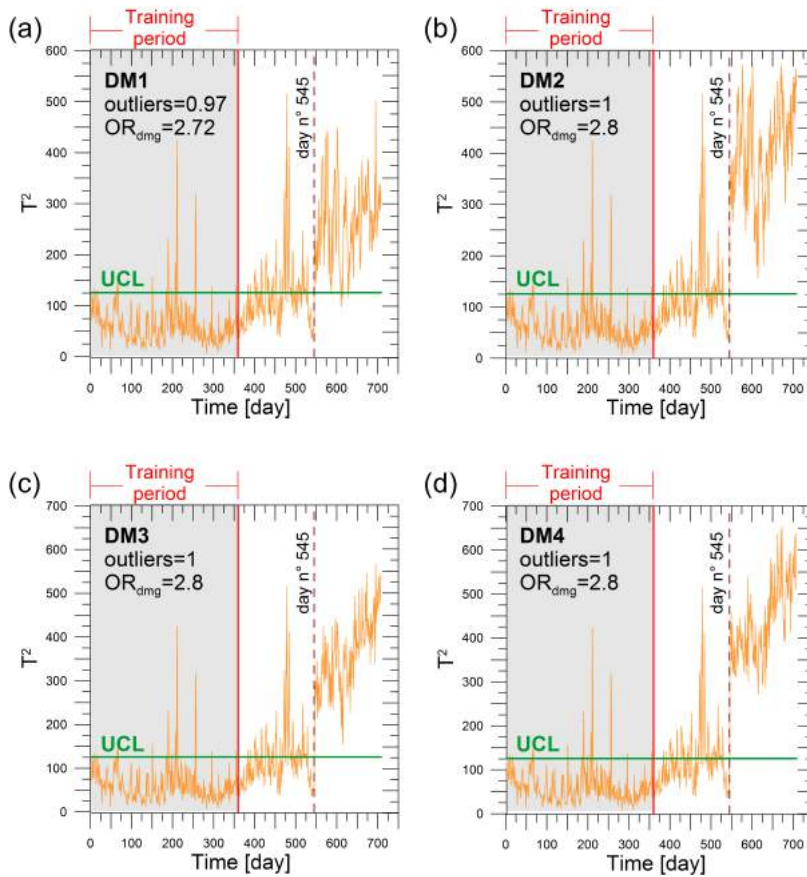 (a)
Training
period
600
500
400
300
200
100
0
T²
DM1
outliers=0.97
ORdmg=2.72
UCL
day n° 545
0 100 200 300 400 500 600 700
Time [day]
(b)
Training
period
600
500
400
300
200
100
0
T²
DM2
outliers=1
ORdmg=2.8
UCL
day n° 545
0 100 200 300 400 500 600 700
Time [day]
(c)
Training
period
700
600
500
400
300
200
100
0
T²
DM3
outliers=1
ORdmg=2.8
UCL
day n° 545
0 100 200 300 400 500 600 700
Time [day]
(d)
Training
period
700
600
500
400
300
200
100
0
T²
DM4
outliers=1
ORdmg=2.8
UCL
day n° 545
0 100 200 300 400 500 600 700
Time [day]